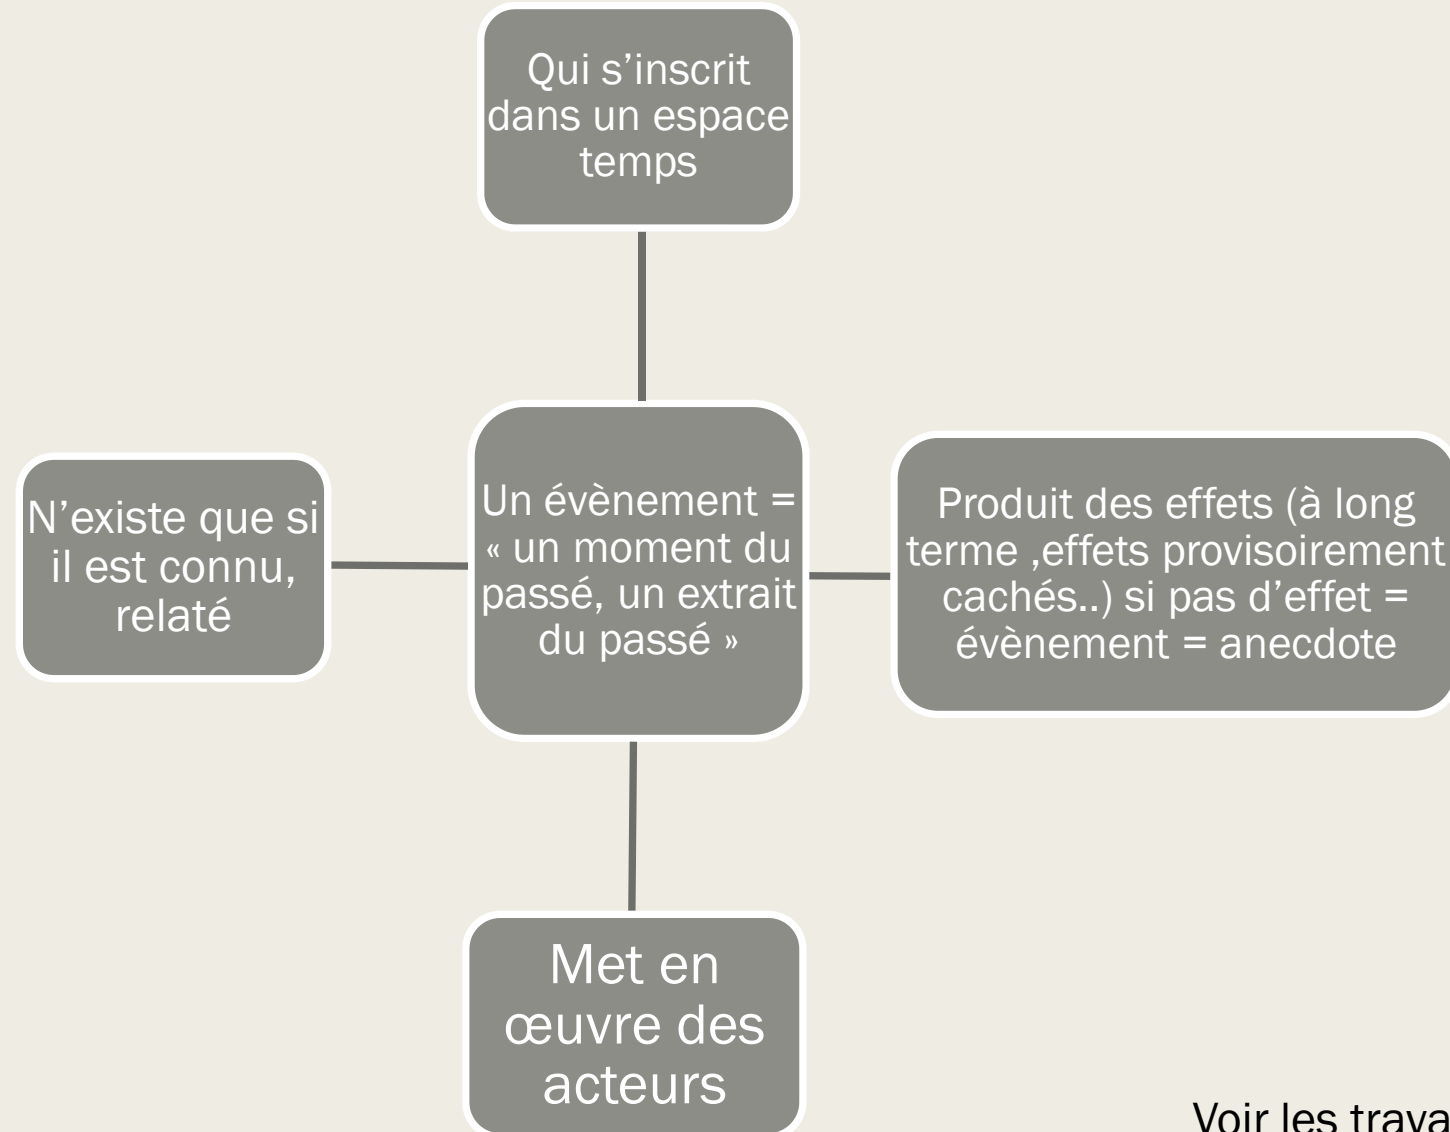 Qui s’inscrit
dans un espace
temps
N’existe que si
il est connu,
relaté
Un évènement =
« un moment du
passé, un extrait
du passé »
Produit des effets (à long
terme ,effets provisoirement
cachés..) si pas d’effet =
évènement = anecdote
Met en
œuvre des
acteurs
Voir les